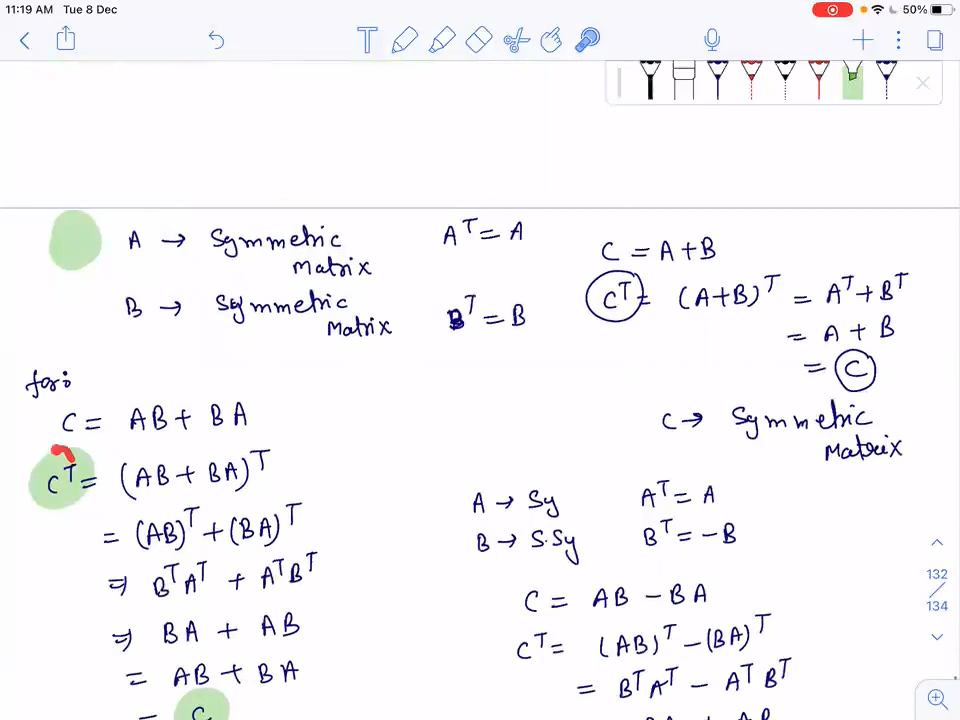 11:19 AM Tue 8 Dec
50%
T
A → Symmetric Matrix
A^T = A
B → Symmetric Matrix
B^T = B
C = A+B
C^T = (A+B)^T = A^T + B^T
= A + B
= C
C → Symmetric Matrix
for:
C = AB + BA
C^T = (AB + BA)^T
= (AB)^T + (BA)^T
⇒ B^T A^T + A^T B^T
⇒ BA + AB
= AB + BA
= C
A → Sy
A^T = A
B → S.Sy
B^T = -B
C = AB - BA
C^T = (AB)^T - (BA)^T
= B^T A^T - A^T B^T
132
/
134